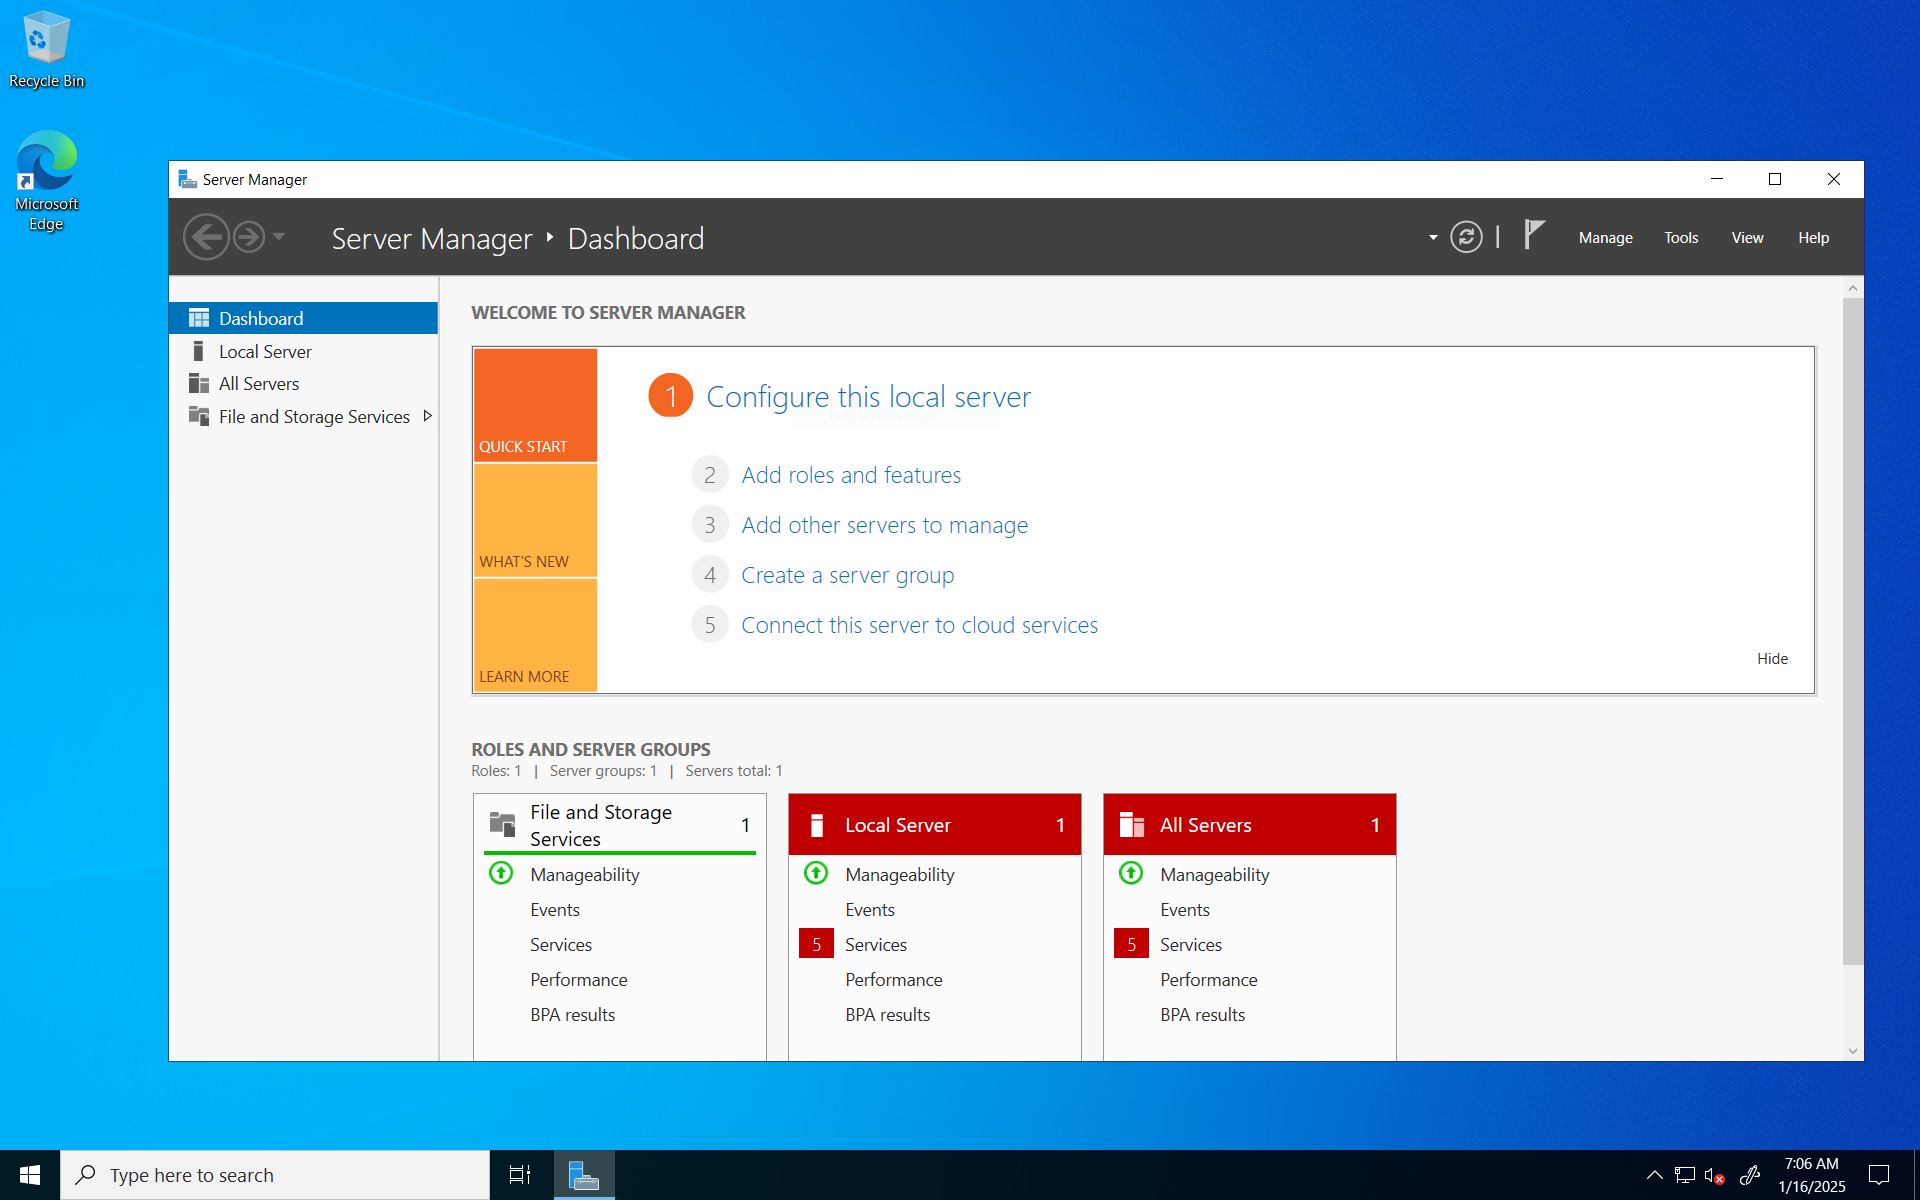 Recycle Bin
Microsoft
Edge
Server Manager
Server Manager Dashboard
Manage Tools View Help
Dashboard
Local Server
All Servers
File and Storage Services
WELCOME TO SERVER MANAGER
QUICK START
WHAT'S NEW
LEARN MORE
1 Configure this local server
Full-screen Snip
2 Add roles and features
3 Add other servers to manage
4 Create a server group
5 Connect this server to cloud services
Hide
ROLES AND SERVER GROUPS
Roles: 1 | Server groups: 1 | Servers total: 1
File and Storage
Services 1
Manageability
Events
Services
Performance
BPA results
Local Server 1
Manageability
Events
5 Services
Performance
BPA results
All Servers 1
Manageability
Events
5 Services
Performance
BPA results
Type here to search
7:06 AM
1/16/2025